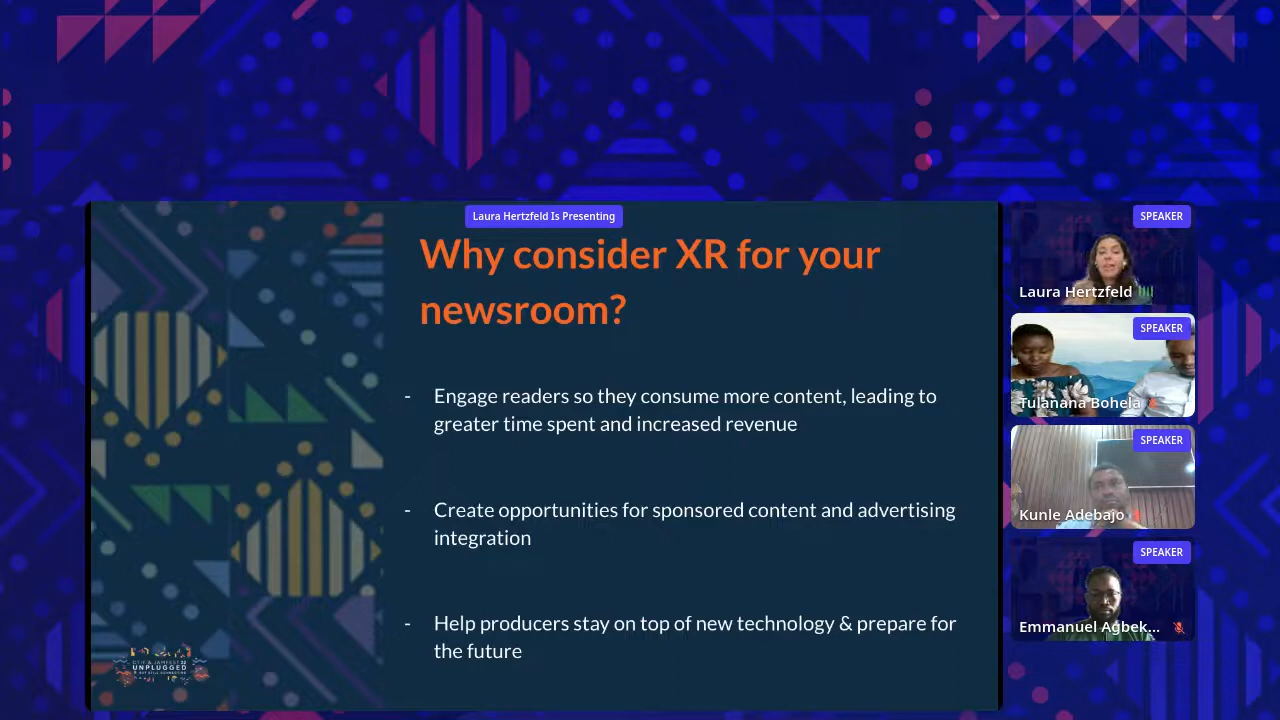 Laura Hertzfeld Is Presenting
Why consider XR for your
newsroom?
- Engage readers so they consume more content, leading to
greater time spent and increased revenue
- Create opportunities for sponsored content and advertising
integration
- Help producers stay on top of new technology & prepare for
the future
UNPLUGGED
SPEAKER
Laura Hertzfeld
SPEAKER
Tulanana Bohela
SPEAKER
Kunle Adebajo
SPEAKER
Emmanuel Agbek...